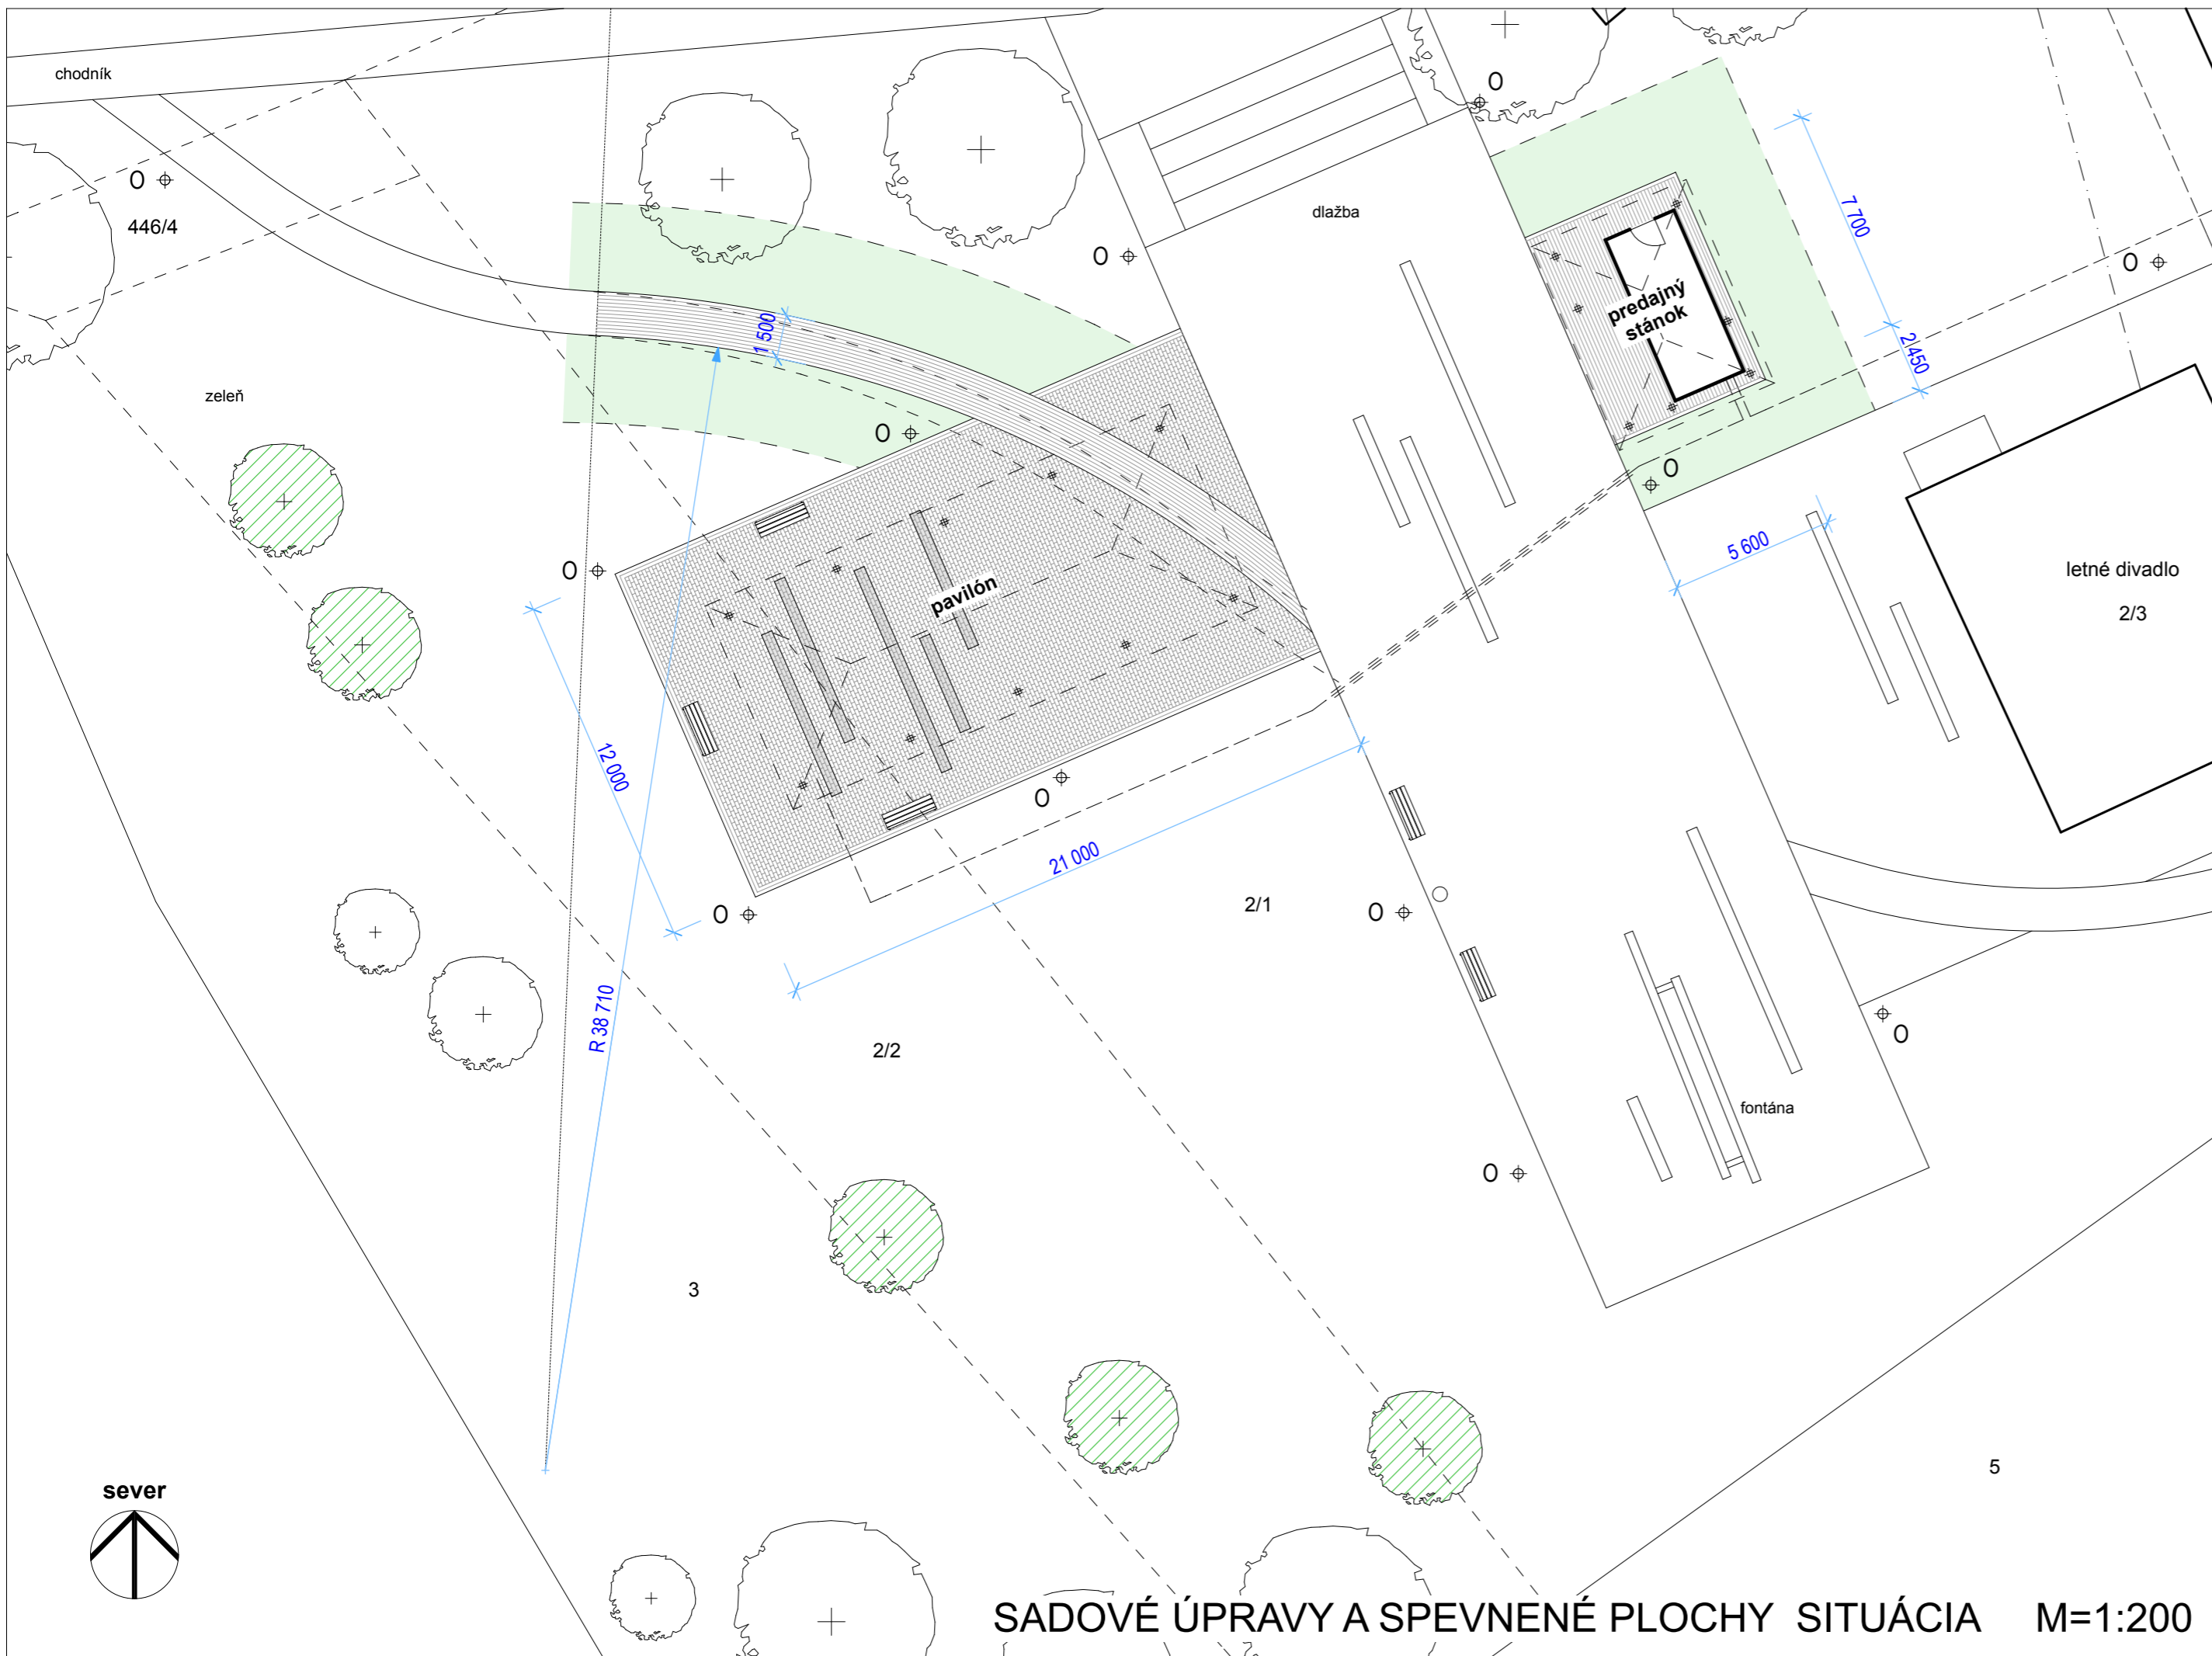 chodník
O
O
446/4
dlažba
7 700
O
O
predajný
stánok
1 500
2 450
zeleň
O
O
5 600
O
letné divadlo
pavilón
2/3
12 000
O
21 000
2/1
O
O
R 38 710
O
2/2
fontána
O
3
5
sever
SADOVÉ ÚPRAVY A SPEVNENÉ PLOCHY SITUÁCIA M=1:200